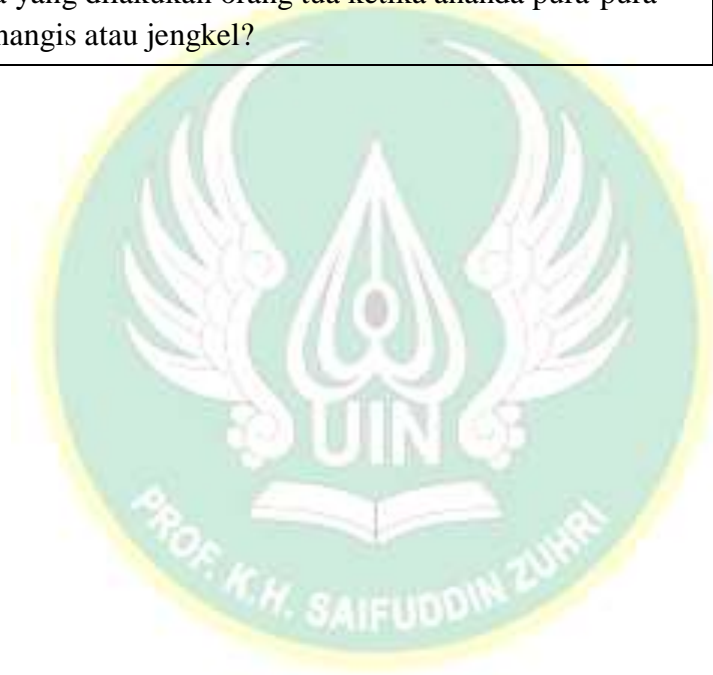 yang dilakukan orang tua ketika ananda pura-pura
nangis atau jengkel?
UIN
PROF. K.H. SAIFUDDIN ZUHRI